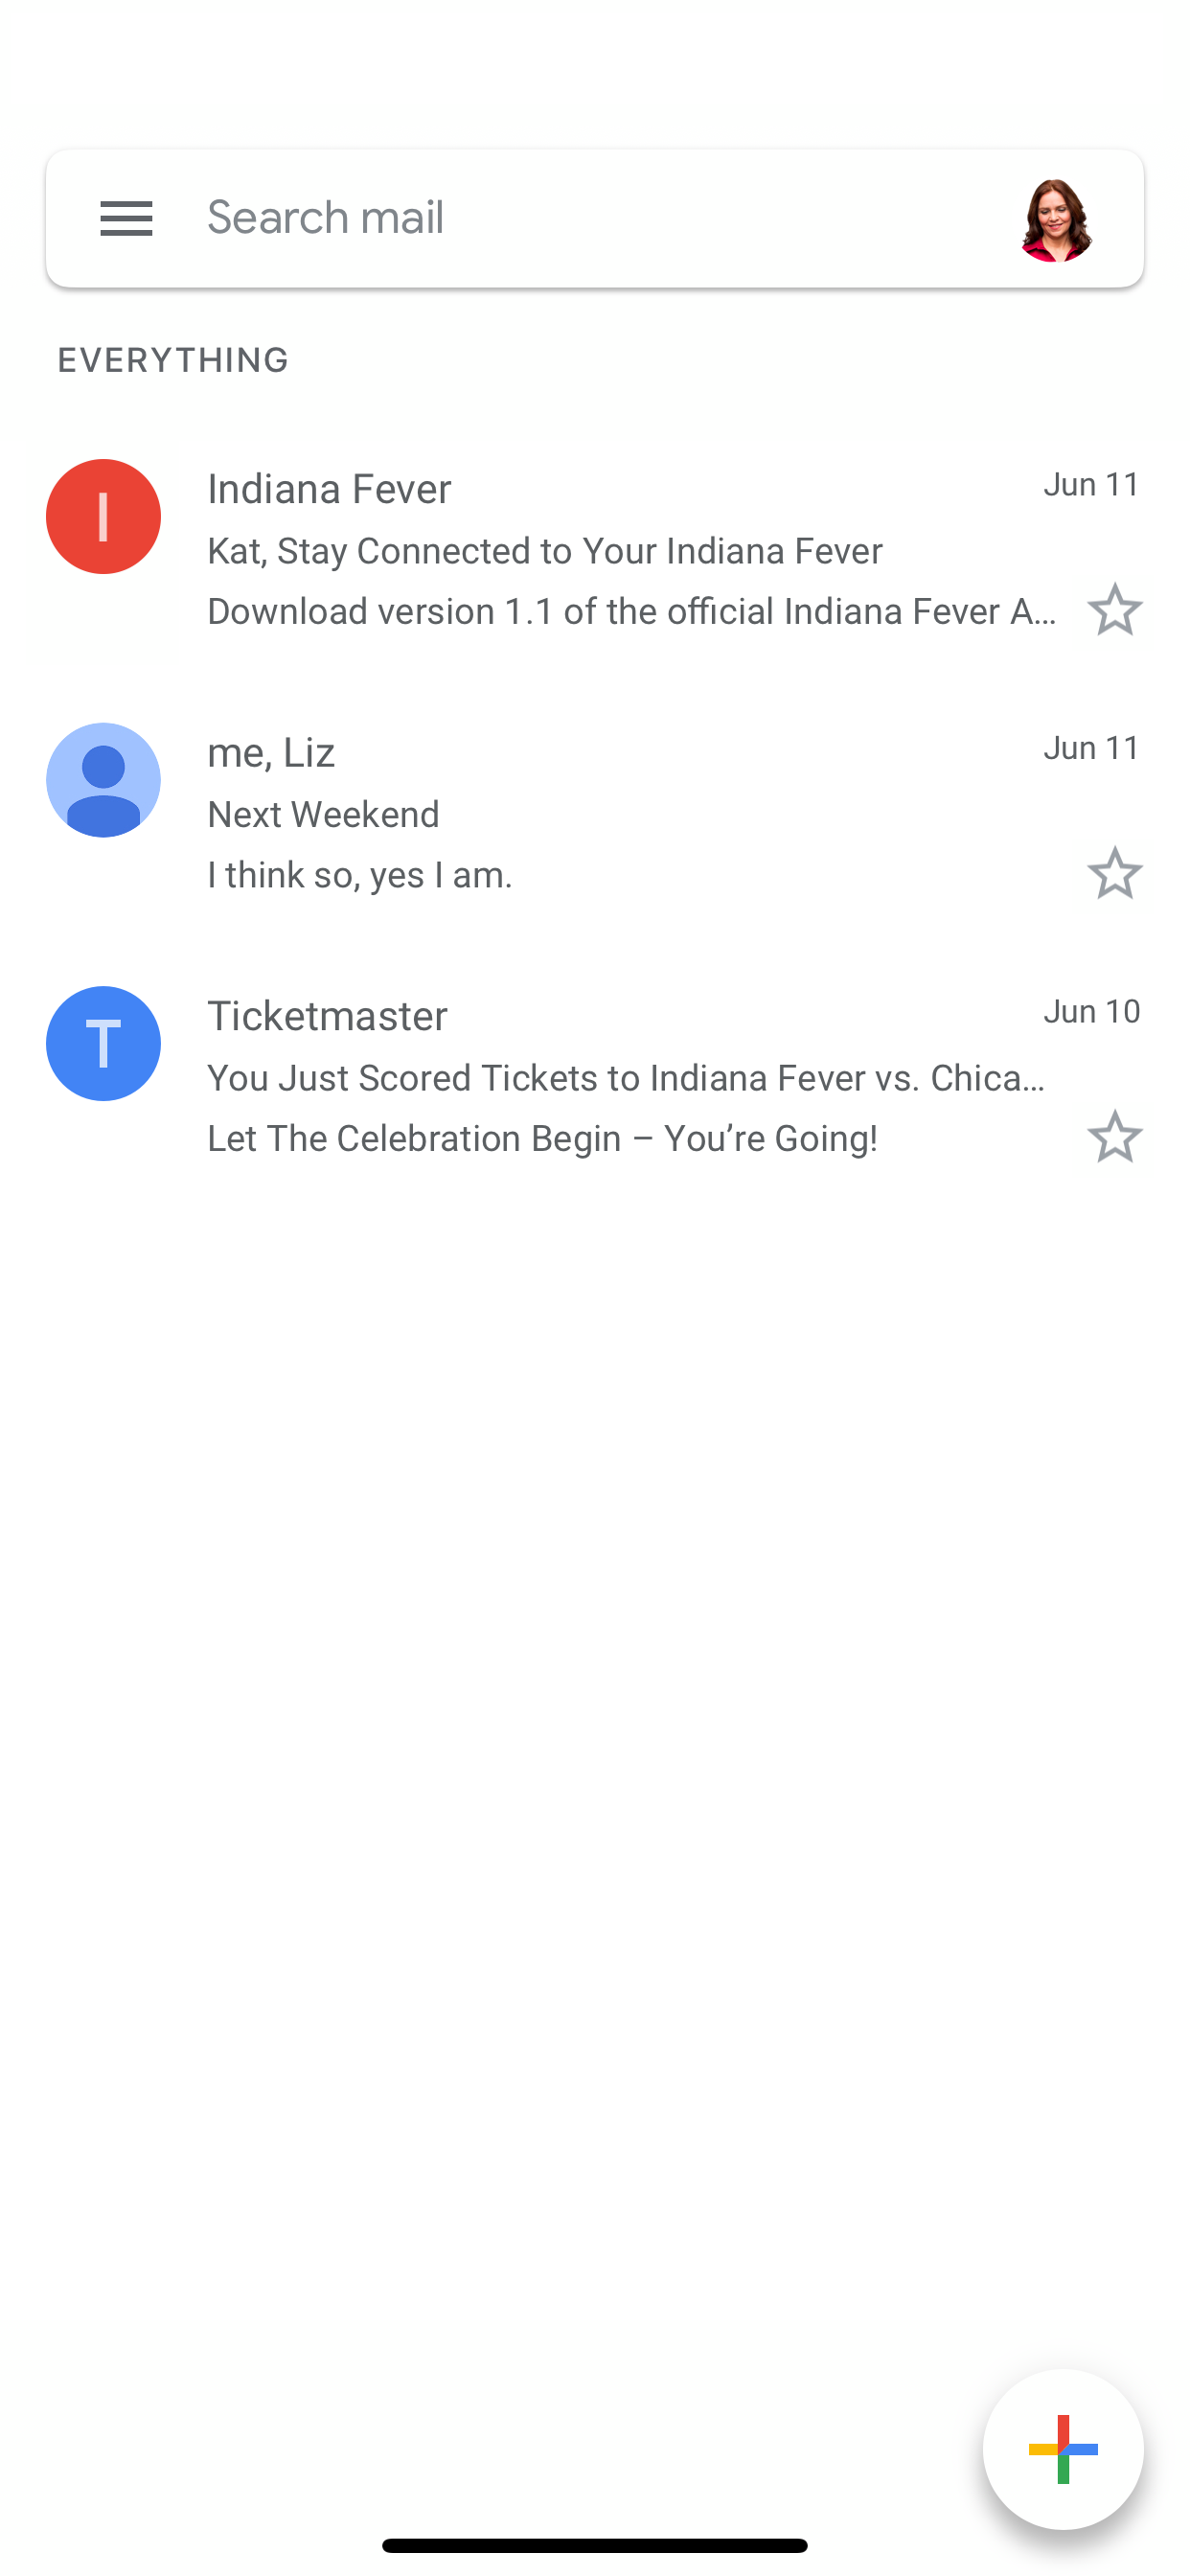 Search mail
EVERYTHING
I
Indiana Fever
Jun 11
Kat, Stay Connected to Your Indiana Fever
Download version 1.1 of the official Indiana Fever A...
me, Liz
Jun 11
Next Weekend
I think so, yes I am.
T
Ticketmaster
Jun 10
You Just Scored Tickets to Indiana Fever vs. Chica...
Let The Celebration Begin – You’re Going!